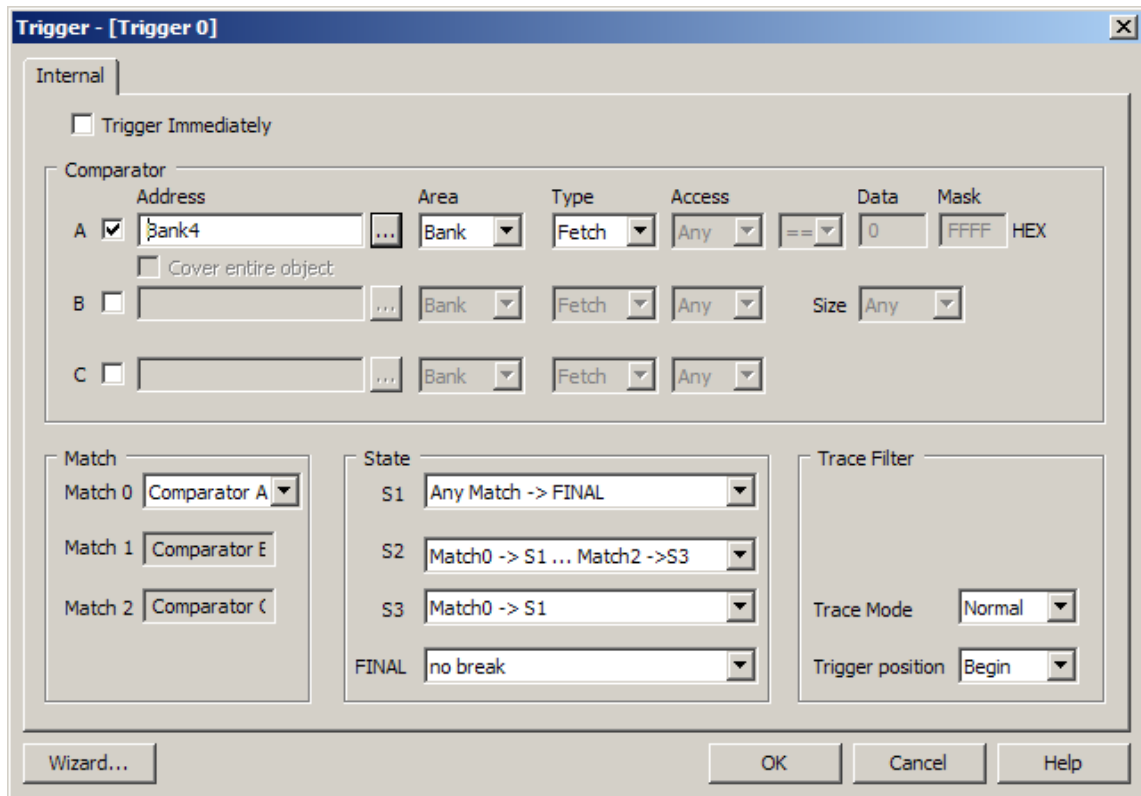 Trigger - [Trigger 0]
Internal
Trigger Immediately
Comparator
Address Area Type Access Data Mask
A Bank4 ... Bank Fetch Any == 0 FFFF HEX
Cover entire object
B ... Bank Fetch Any Size Any
C ... Bank Fetch Any
Match State Trace Filter
Match 0 Comparator A S1 Any Match -> FINAL
Match 1 Comparator S2 Match0 -> S1 ... Match2 ->S3
Match 2 Comparator S3 Match0 -> S1 Trace Mode Normal
FINAL no break Trigger position Begin
Wizard... OK Cancel Help